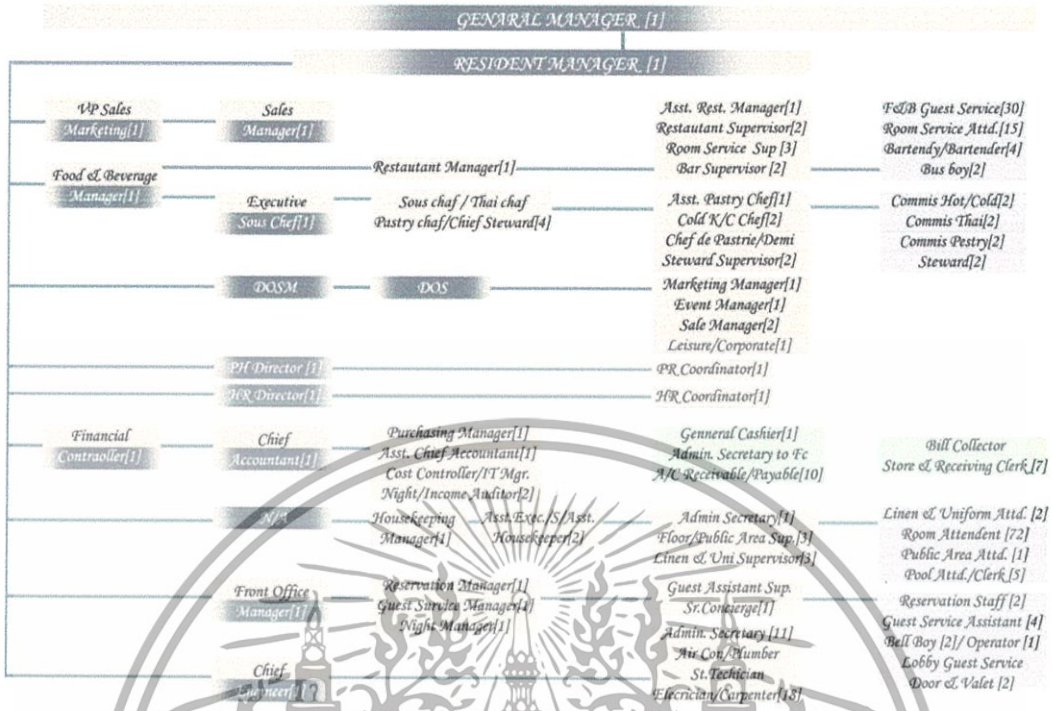 GENARAL MANAGER [1]
RESIDENT MANAGER [1]
VP Sales
Marketing[1]
Sales
Manager[1]
Asst. Rest. Manager[1]
Restautant Supervisor[2]
Room Service Sup [3]
Bar Supervisor [2]
F&B Guest Service[30]
Room Service Attd.[15]
Bartendy/Bartender[4]
Bus boy[2]
Food & Beverage
Manager[1]
Restautant Manager[1]
Executive
Sous Chef[1]
Sous chaf / Thai chaf
Pastry chaf/Chief Steward[4]
Asst. Pastry Chef[1]
Cold K/C Chef[2]
Chef de Pastrie/Demi
Steward Supervisor[2]
Commis Hot/Cold[2]
Commis Thai[2]
Commis Pestry[2]
Steward[2]
DOSM
DOS
Marketing Manager[1]
Event Manager[1]
Sale Manager[2]
Leisure/Corporate[1]
PH Director [1]
PR Coordinator[1]
HR Director[1]
HR Coordinator[1]
Financial
Contraoller[1]
Chief
Accountant[1]
Purchasing Manager[1]
Asst. Chief Accountant[1]
Cost Controller/IT Mgr.
Night/Income Auditor[2]
Genneral Cashier[1]
Admin. Secretary to Fc
A/C Receivable/Payable[10]
Bill Collector
Store & Receiving Clerk [7]
N/A
Housekeeping
Manager[1]
Asst.Exec./S/Asst.
Housekeeper[2]
Admin Secretary[1]
Floor/Public Area Sup.[3]
Linen & Uni Supervisor[3]
Linen & Uniform Attd. [2]
Room Attendent [72]
Public Area Attd. [1]
Pool Attd./Clerk [5]
Front Office
Manager[1]
Reservation Manager[1]
Guest Survice Manager[1]
Night Manager[1]
Guest Assistant Sup.
Sr.Concierge[1]
Reservation Staff [2]
Guest Service Assistant [4]
Bell Boy [2]/ Operator [1]
Lobby Guest Service
Door & Valet [2]
Chief
Engineer[1]
Admin. Secretary [11]
Air Con/Plumber
St.Techician
Elecrician/Carpenter[18]